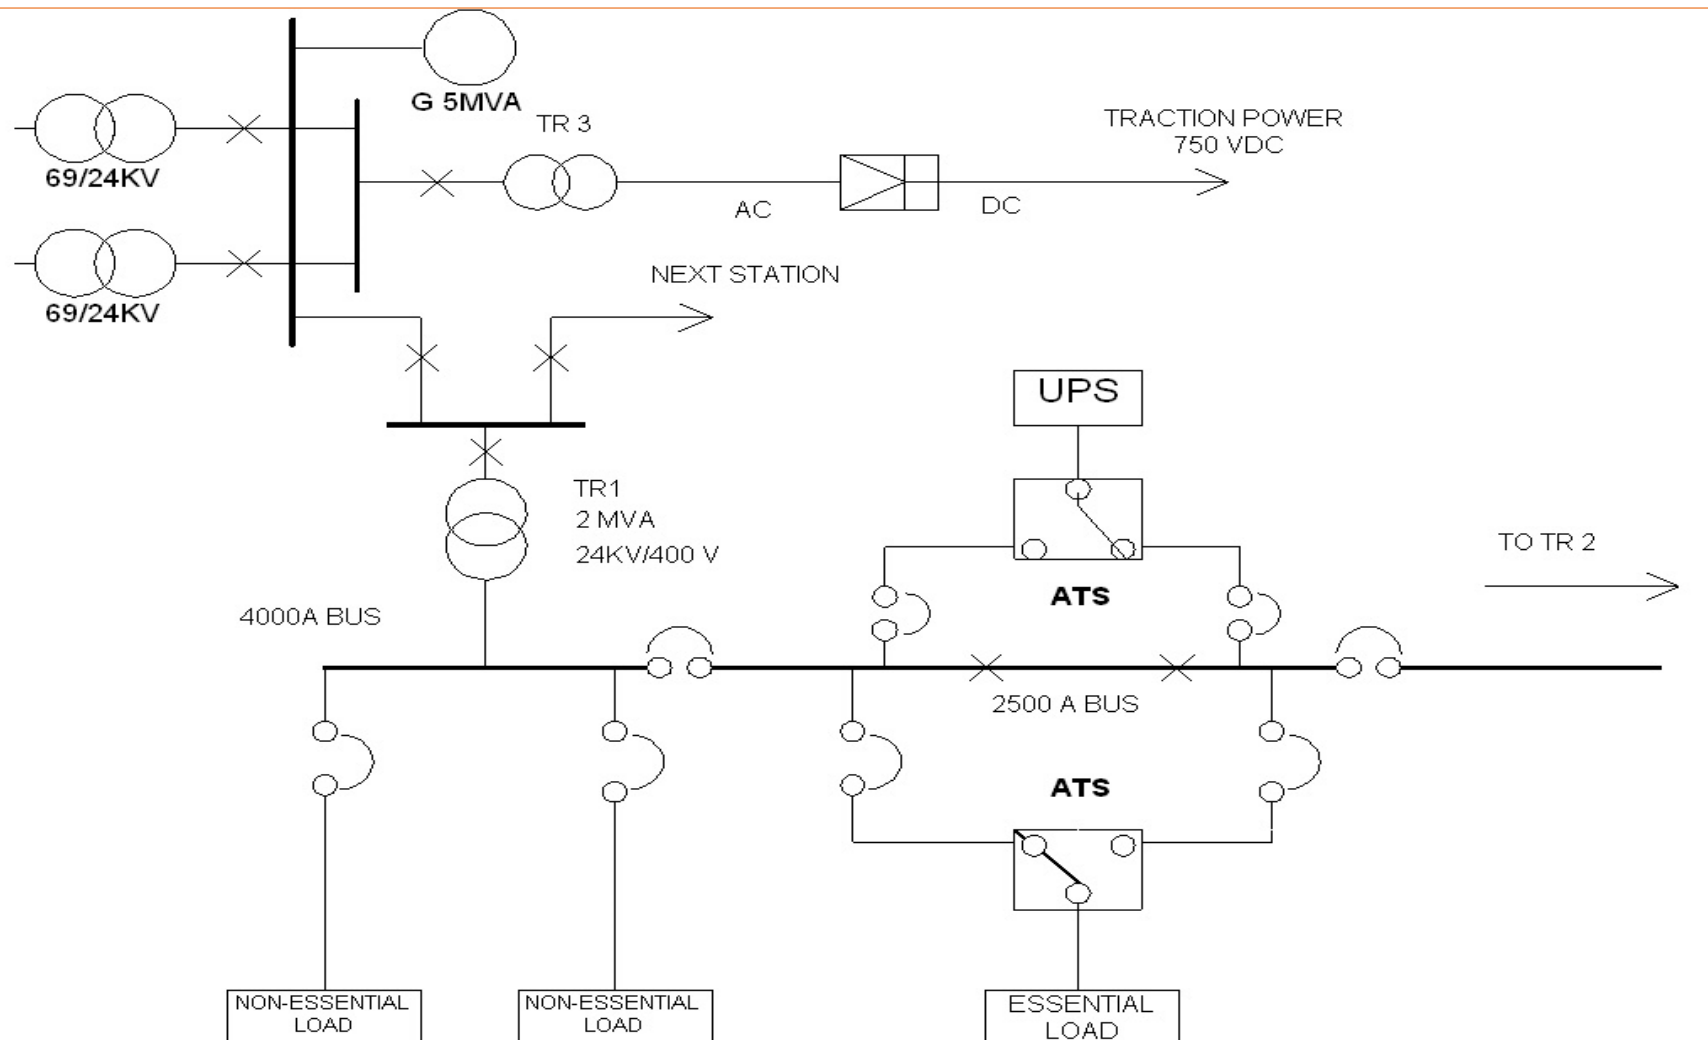 G 5MVA
TR 3
69/24KV
TRACTION POWER
750 VDC
AC
DC
69/24KV
NEXT STATION
UPS
TR1
2 MVA
24KV/400 V
TO TR 2
ATS
4000A BUS
2500 A BUS
ATS
NON-ESSENTIAL
LOAD
NON-ESSENTIAL
LOAD
ESSENTIAL
LOAD